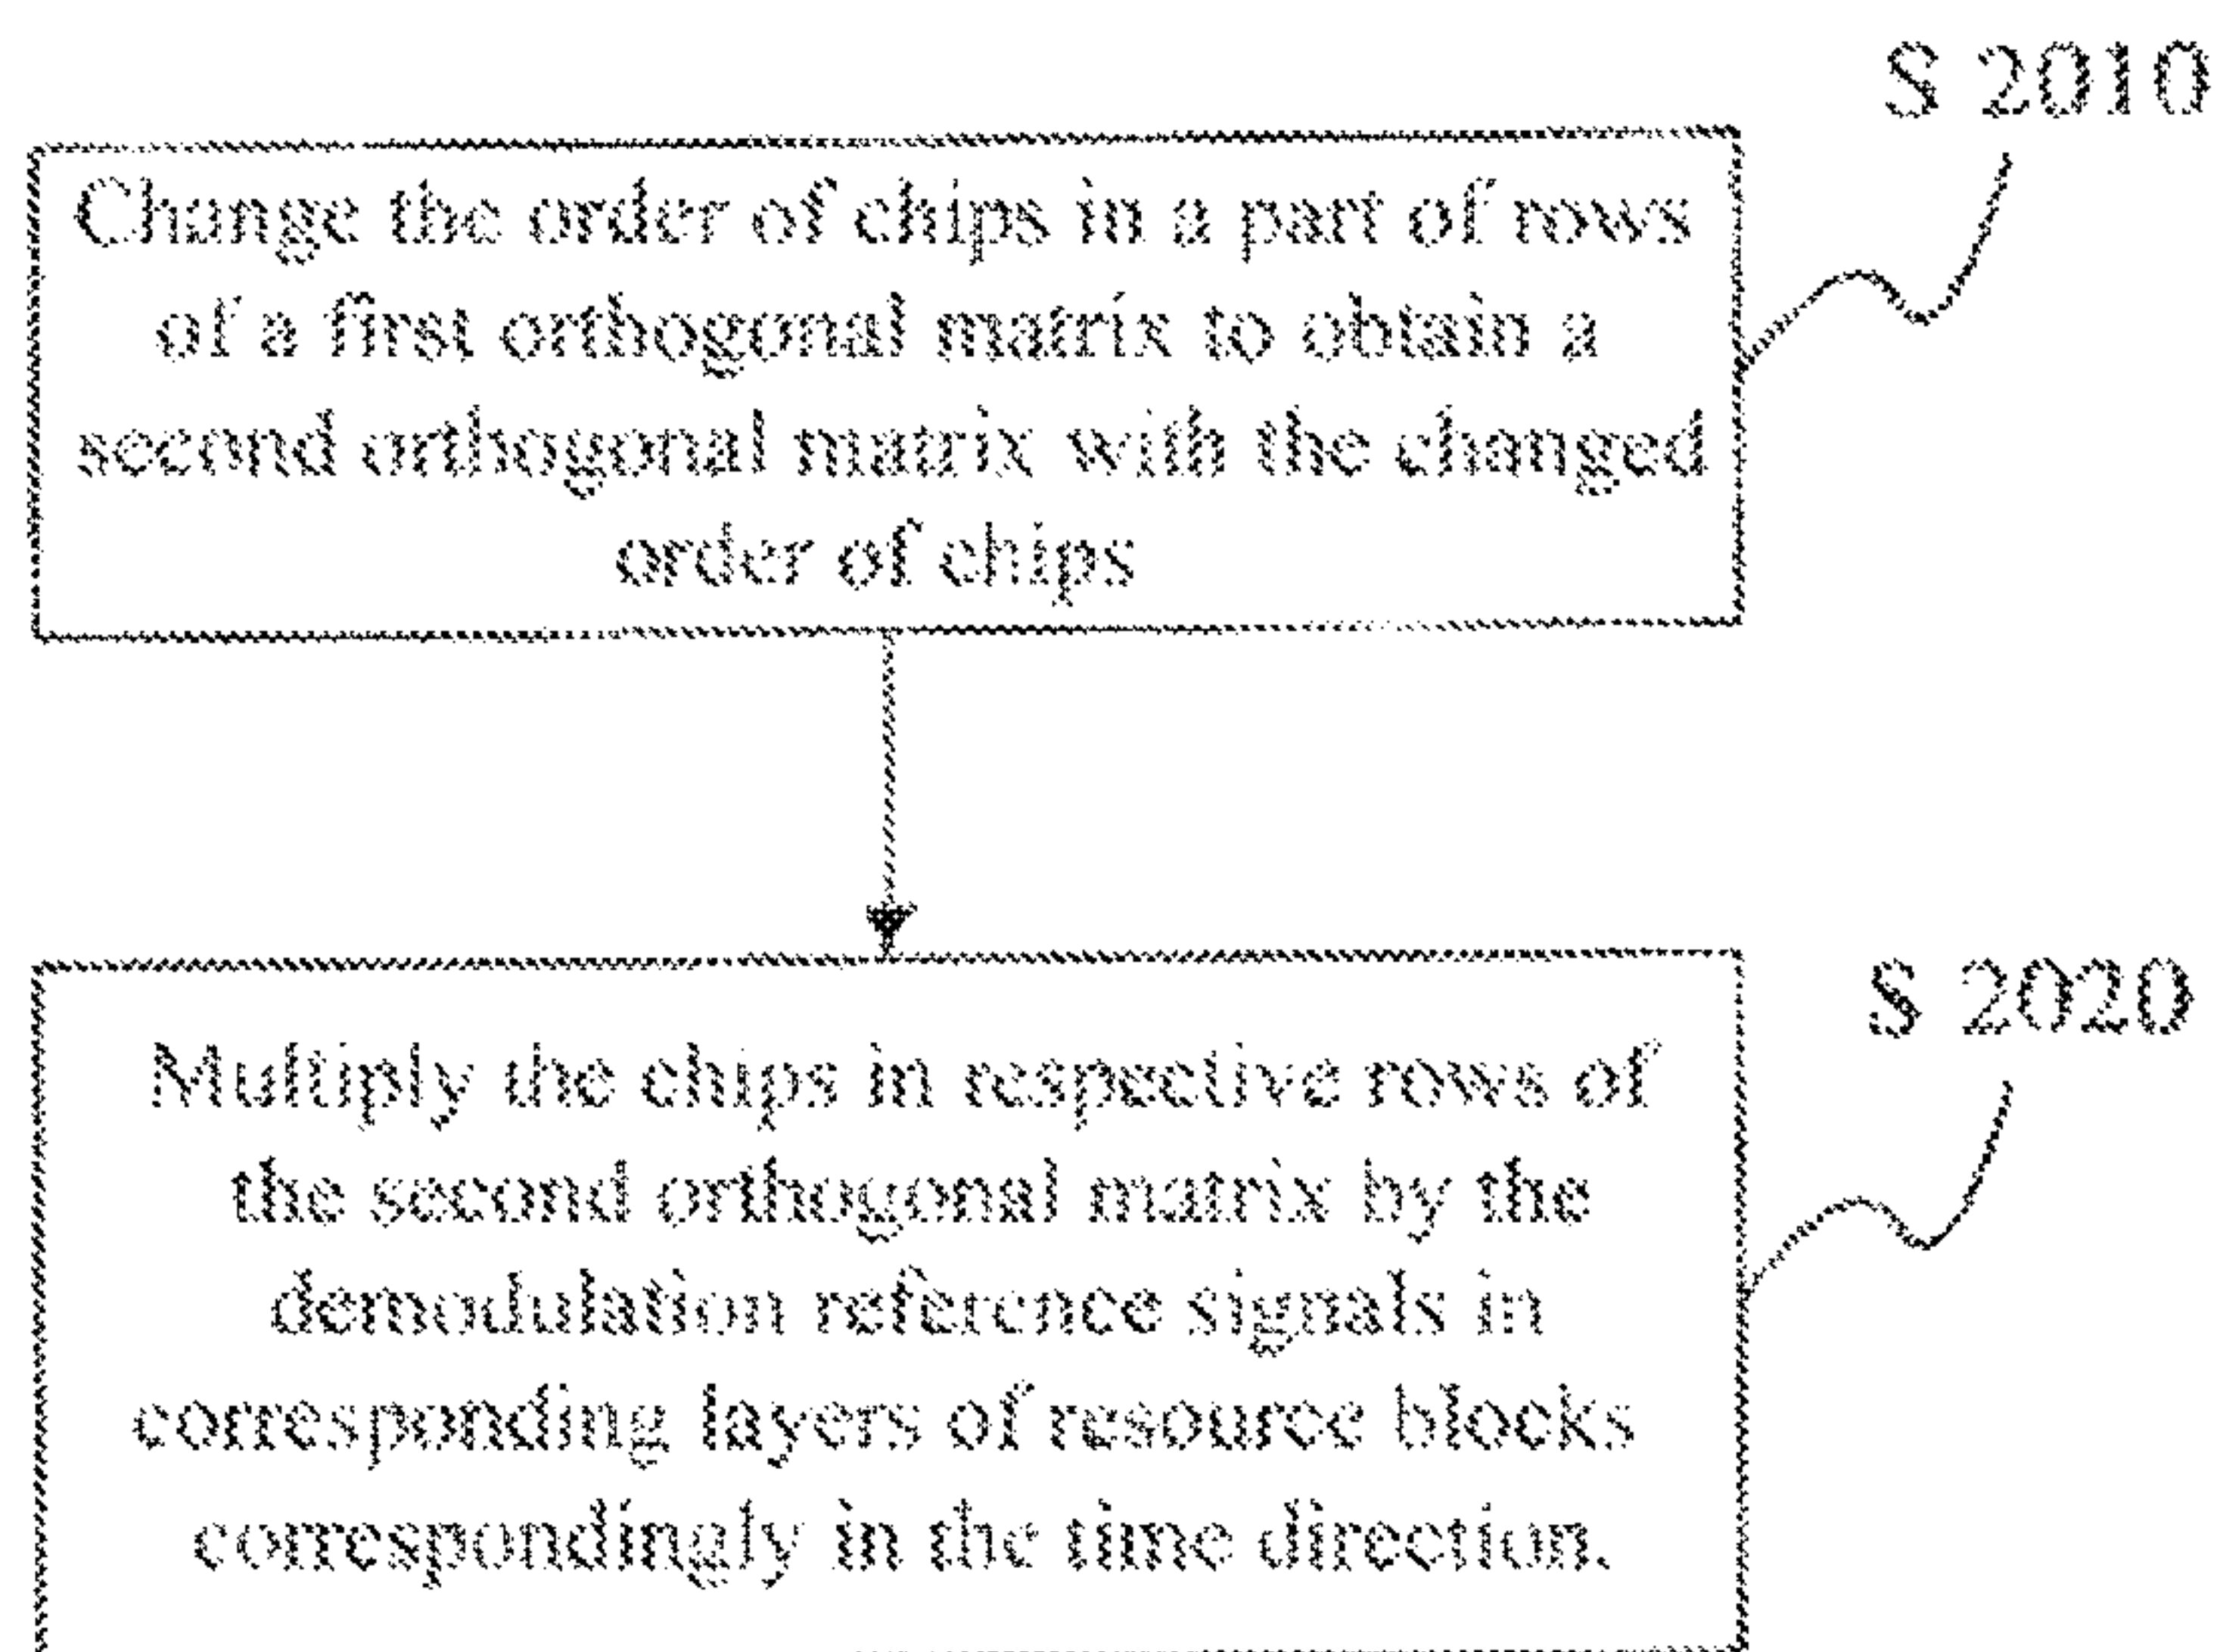 S 2010
Change the order of chips in a part of rows
of a first orthogonal matrix to obtain a
second orthogonal matrix with the changed
order of chips
S 2020
Multiply the chips in respective rows of
the second orthogonal matrix by the
demodulation reference signals in
corresponding layers of resource blocks
correspondingly in the time direction.